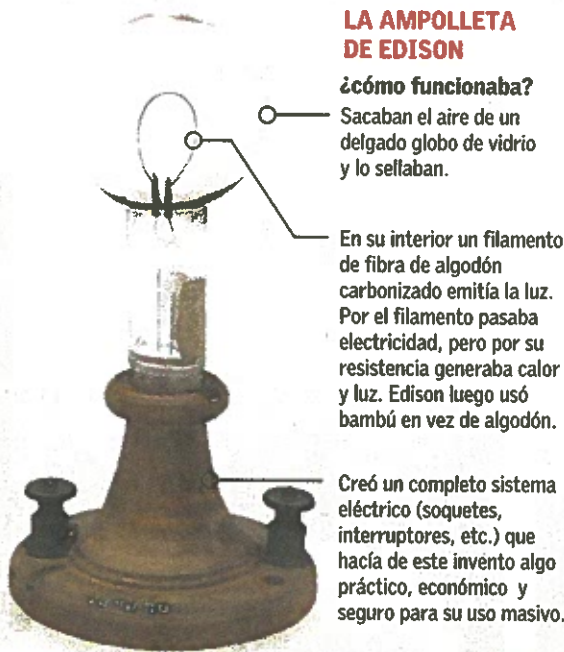 LA AMPOLLETA
DE EDISON
¿cómo funcionaba?
Sacaban el aire de un
delgado globo de vidrio
y lo sellaban.
En su interior un filamento
de fibra de algodón
carbonizado emitía la luz.
Por el filamento pasaba
electricidad, pero por su
resistencia generaba calor
y luz. Edison luego usó
bambú en vez de algodón.
Creó un completo sistema
eléctrico (soquetes,
interruptores, etc.) que
hacía de este invento algo
práctico, económico y
seguro para su uso masivo.